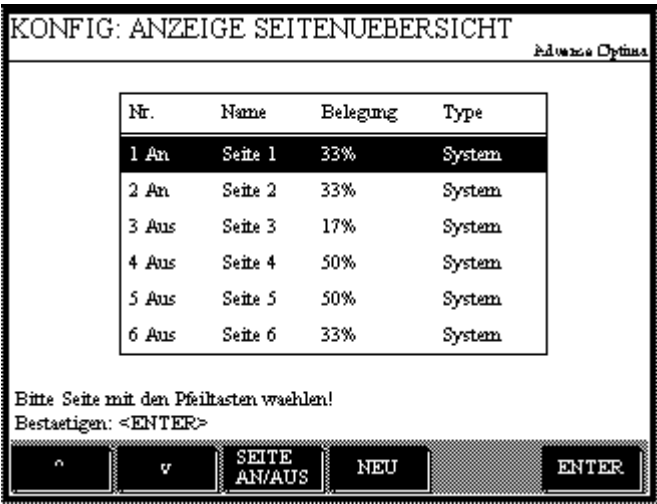 KONFIG: ANZEIGE SEITENUEBERSICHT
Advance Optima
Nr. Name Belegung Type
1 An Seite 1 33% System
2 An Seite 2 33% System
3 Aus Seite 3 17% System
4 Aus Seite 4 50% System
5 Aus Seite 5 50% System
6 Aus Seite 6 33% System
Bitte Seite mit den Pfeiltasten waehlen!
Bestaetigen: <ENTER>
^ v SEITE AN/AUS NEU ENTER